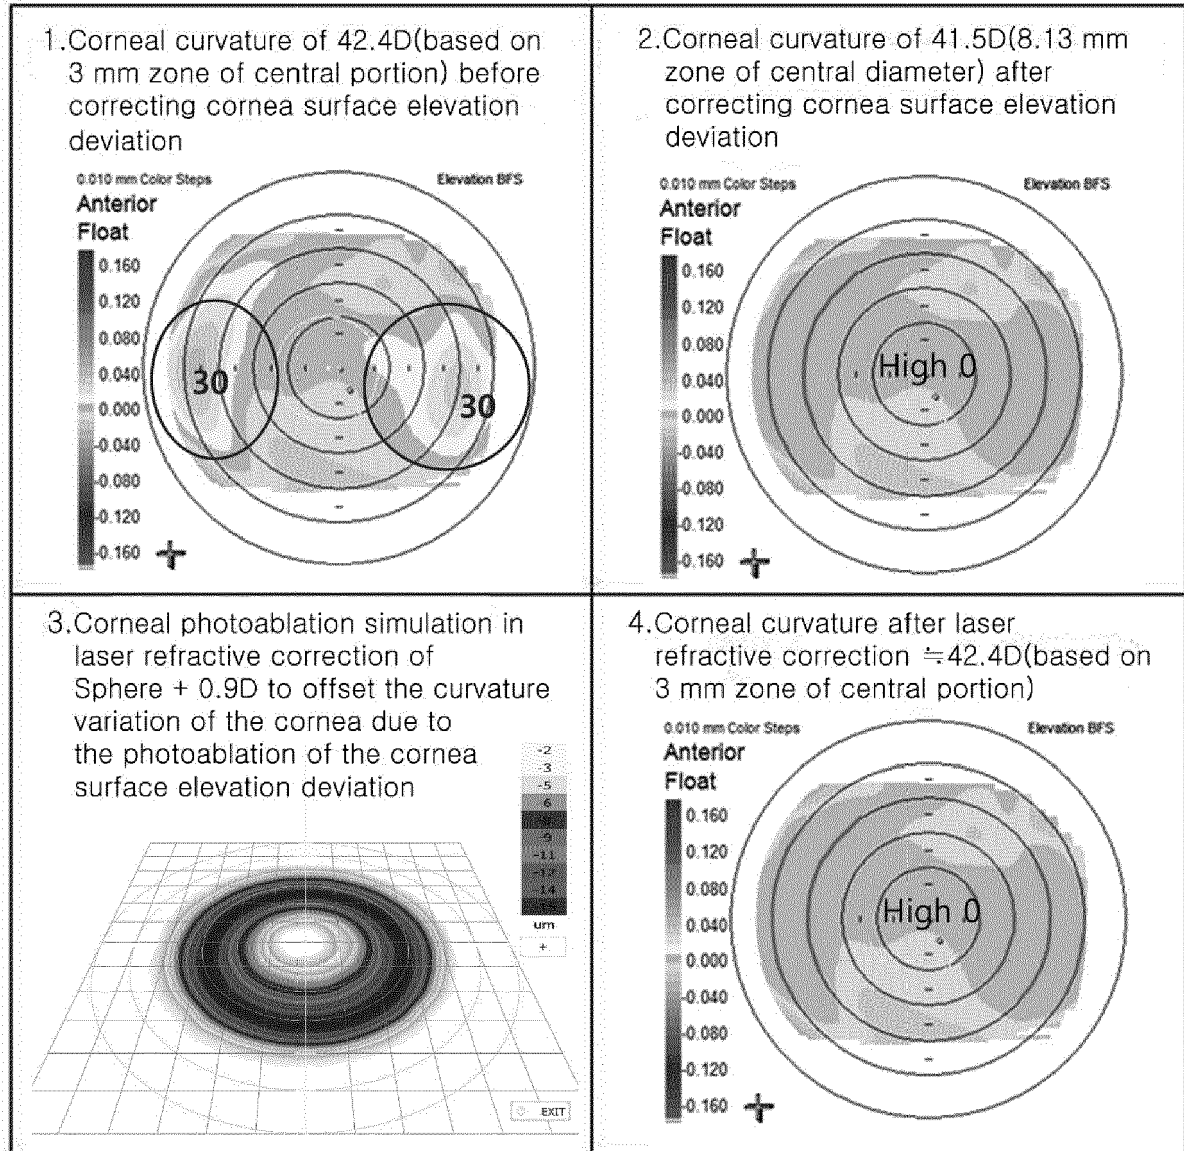 1.Corneal curvature of 42.4D(based on
3 mm zone of central portion) before
correcting cornea surface elevation
deviation
0.010 mm Color Steps
Elevation BFS
Anterior
Float
0.160
0.120
0.080
0.040
0.000
-0.040
-0.080
-0.120
-0.160
30
30
2.Corneal curvature of 41.5D(8.13 mm
zone of central diameter) after
correcting cornea surface elevation
deviation
0.010 mm Color Steps
Elevation BFS
Anterior
Float
0.160
0.120
0.080
0.040
0.000
-0.040
-0.080
-0.120
-0.160
High 0
3.Corneal photoablation simulation in
laser refractive correction of
Sphere + 0.9D to offset the curvature
variation of the cornea due to
the photoablation of the cornea
surface elevation deviation
-2
-3
-5
6
-9
-11
-12
-14
um
+
EXIT
4.Corneal curvature after laser
refractive correction ≒42.4D(based on
3 mm zone of central portion)
0.010 mm Color Steps
Elevation BFS
Anterior
Float
0.160
0.120
0.080
0.040
0.000
-0.040
-0.080
-0.120
-0.160
High 0